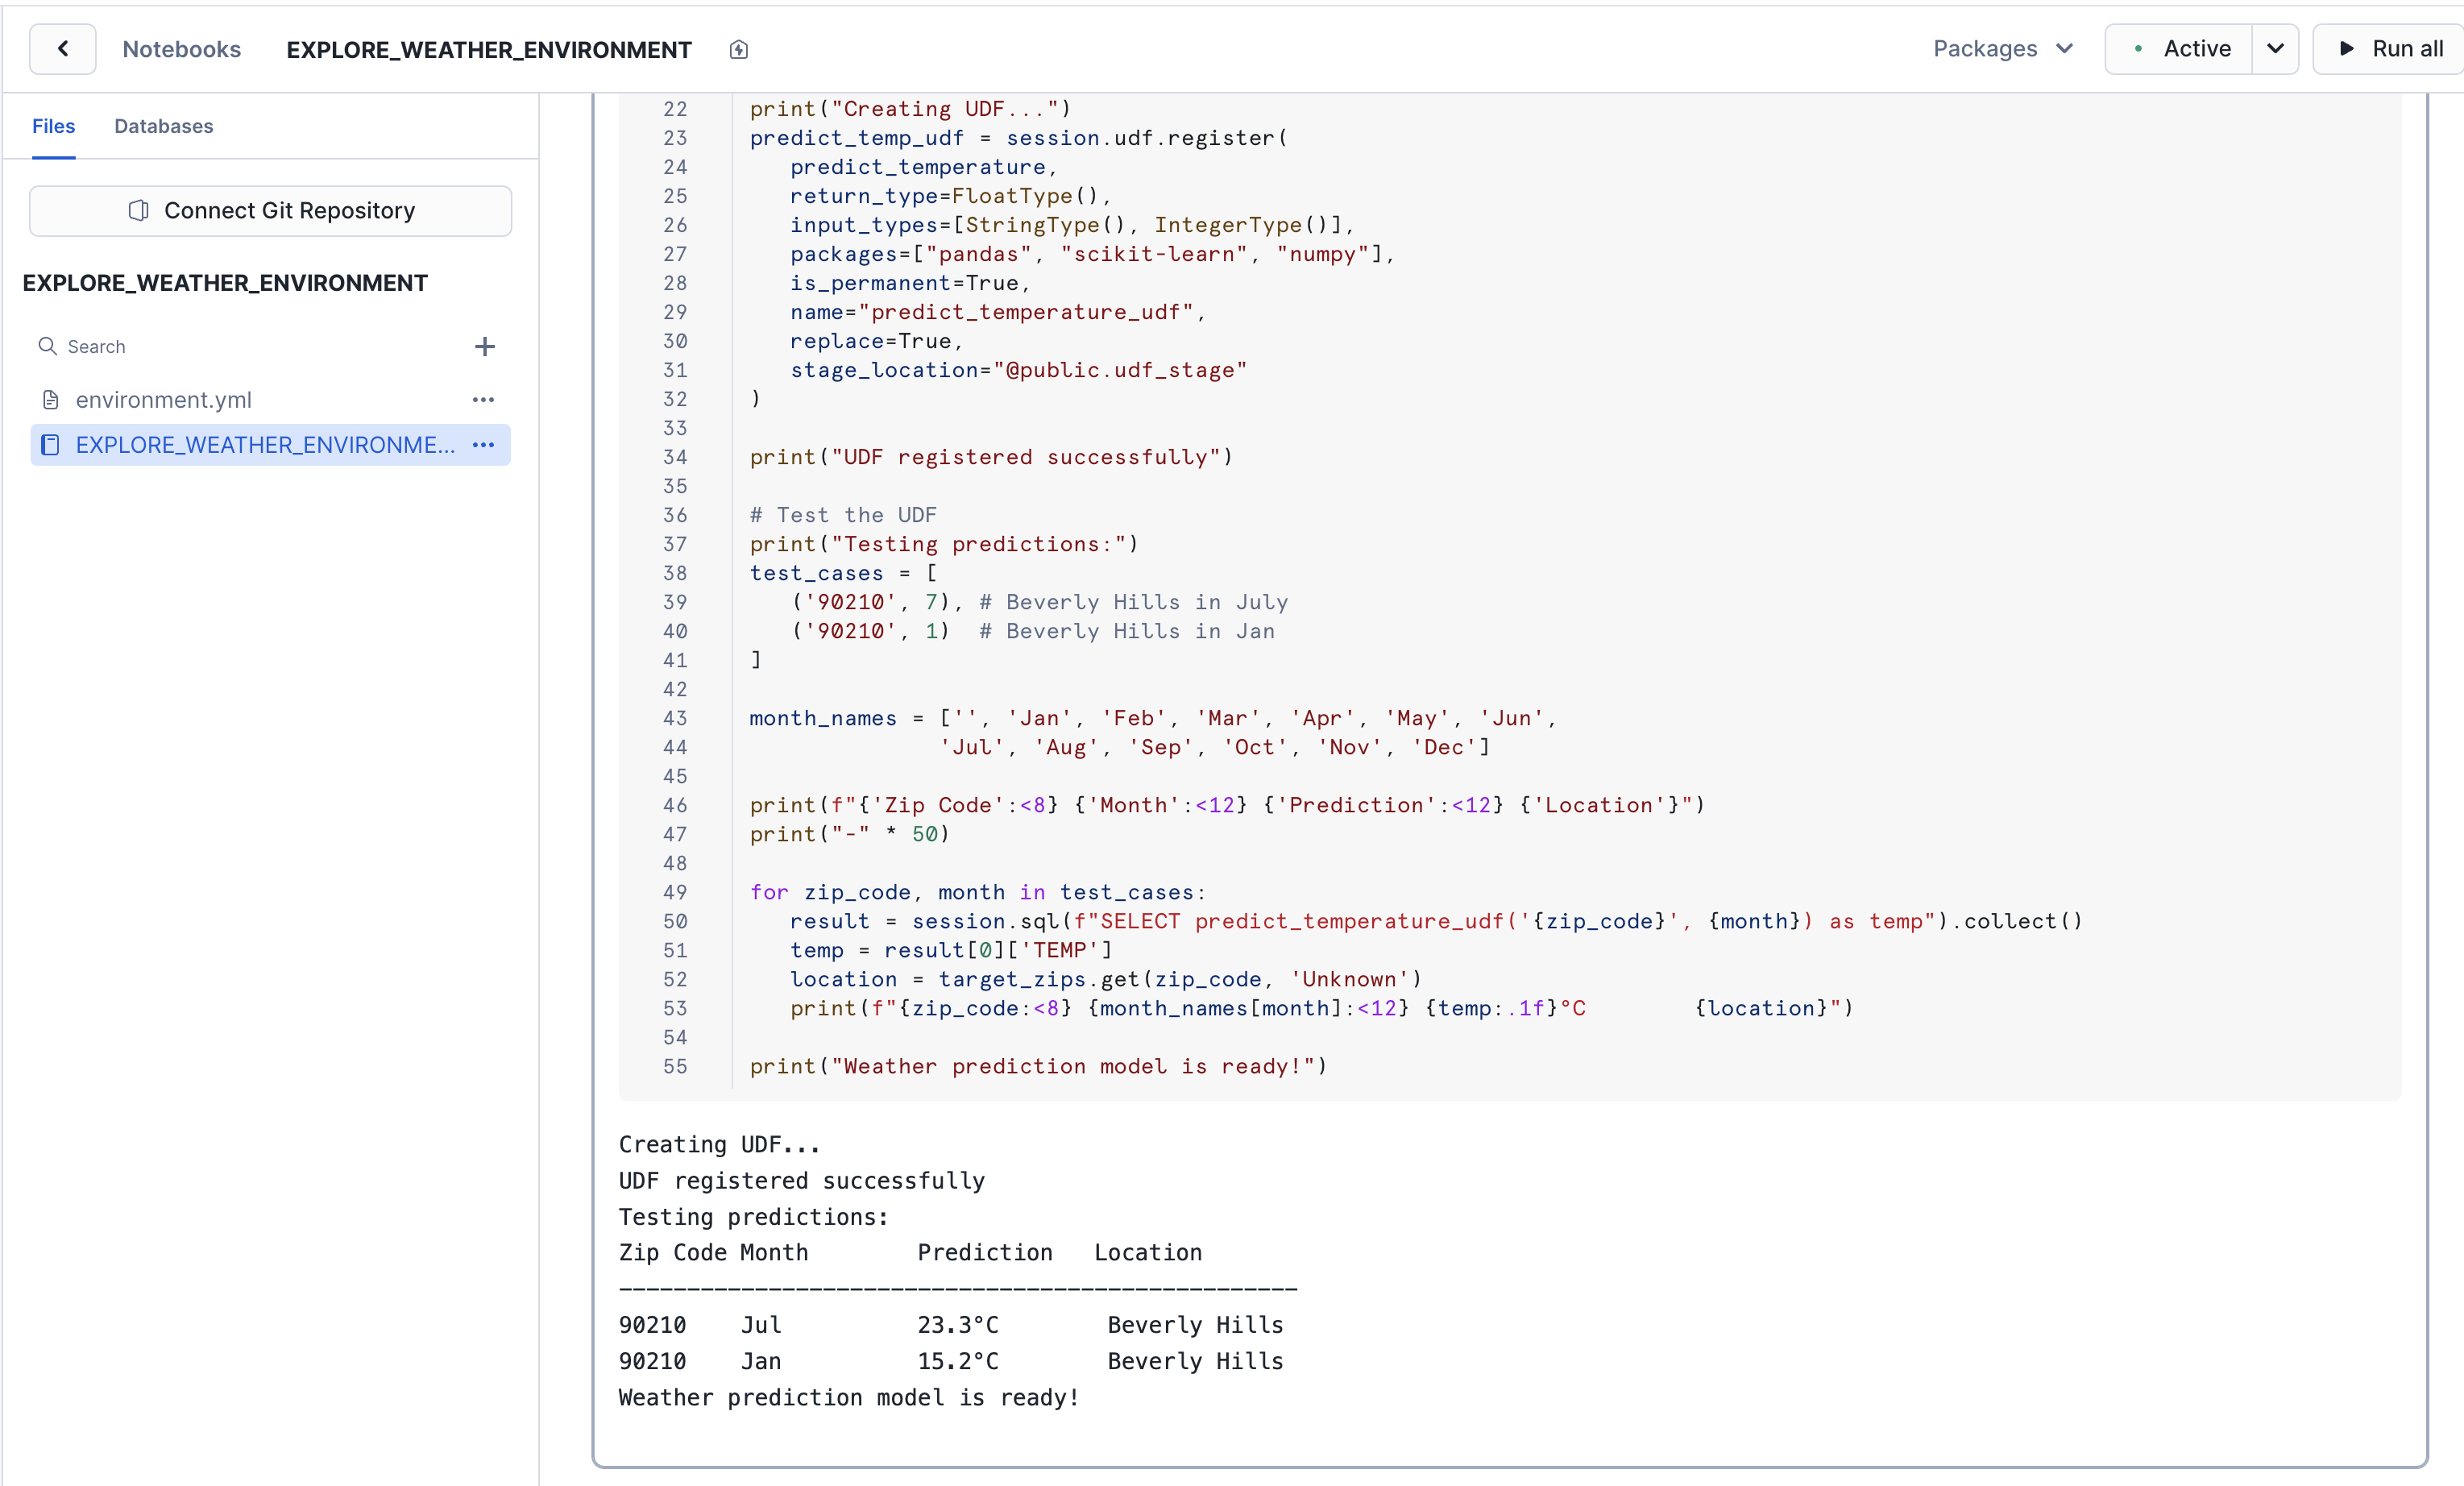 Notebooks EXPLORE_WEATHER_ENVIRONMENT Packages Active Run all
Files Databases
Connect Git Repository
EXPLORE_WEATHER_ENVIRONMENT
Search
environment.yml
EXPLORE_WEATHER_ENVIRONME...
22 print("Creating UDF...")
23 predict_temp_udf = session.udf.register(
24    predict_temperature,
25    return_type=FloatType(),
26    input_types=[StringType(), IntegerType()],
27    packages=["pandas", "scikit-learn", "numpy"],
28    is_permanent=True,
29    name="predict_temperature_udf",
30    replace=True,
31    stage_location="@public.udf_stage"
32 )
33
34 print("UDF registered successfully")
35
36 # Test the UDF
37 print("Testing predictions:")
38 test_cases = [
39    ('90210', 7), # Beverly Hills in July
40    ('90210', 1)  # Beverly Hills in Jan
41 ]
42
43 month_names = ['', 'Jan', 'Feb', 'Mar', 'Apr', 'May', 'Jun',
44               'Jul', 'Aug', 'Sep', 'Oct', 'Nov', 'Dec']
45
46 print(f"{'Zip Code':<8} {'Month':<12} {'Prediction':<12} {'Location'}")
47 print("-" * 50)
48
49 for zip_code, month in test_cases:
50    result = session.sql(f"SELECT predict_temperature_udf('{zip_code}', {month}) as temp").collect()
51    temp = result[0]['TEMP']
52    location = target_zips.get(zip_code, 'Unknown')
53    print(f"{zip_code:<8} {month_names[month]:<12} {temp:.1f}°C        {location}")
54
55 print("Weather prediction model is ready!")
Creating UDF...
UDF registered successfully
Testing predictions:
Zip Code Month        Prediction   Location
--------------------------------------------------
90210    Jul          23.3°C        Beverly Hills
90210    Jan          15.2°C        Beverly Hills
Weather prediction model is ready!